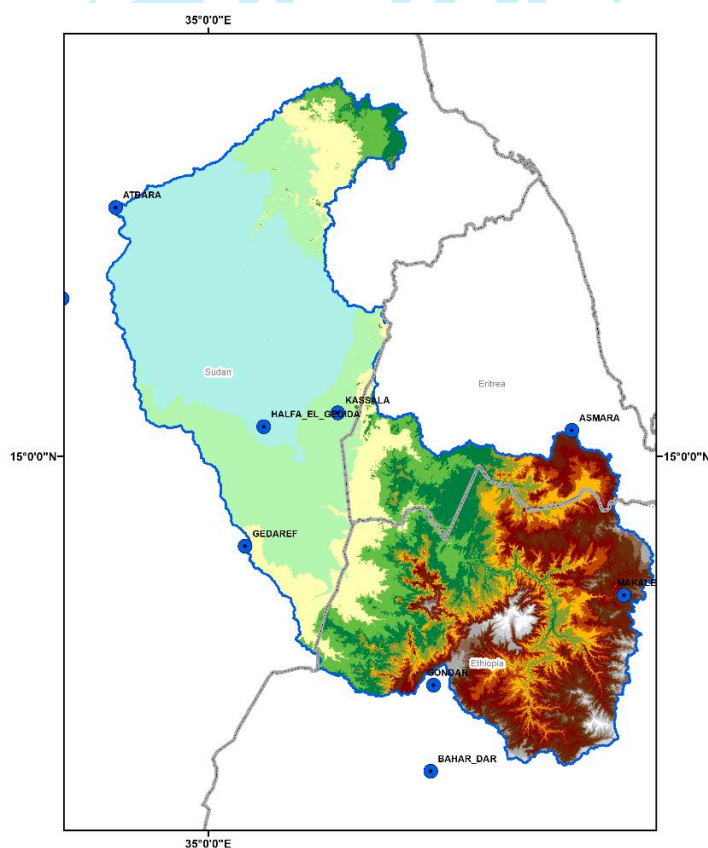 35°0'0"E
ATBARA
Sudan
Eritrea
KASSALA
HALFA_EL_GEDIDA
ASMARA
15°0'0"N
15°0'0"N
GEDAREF
MAKALE
Ethiopia
GONDAR
BAHAR_DAR
35°0'0"E